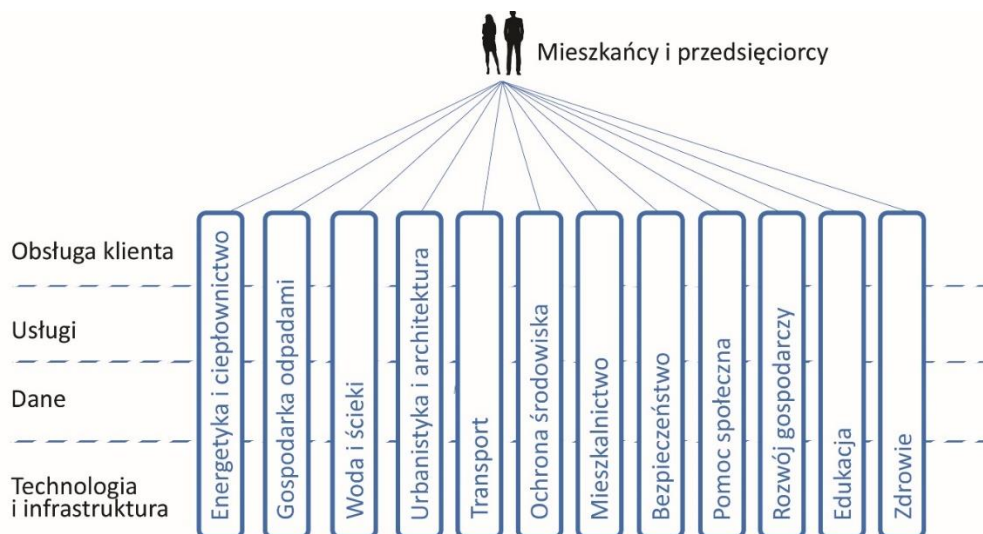 Mieszkańcy i przedsięciorcy
Obsługa klienta
Usługi
Dane
Technologia
i infrastruktura
Energetyka i ciepłownictwo
Gospodarka odpadami
Woda i ścieki
Urbanistyka i architektura
Transport
Ochrona środowiska
Mieszkalnictwo
Bezpieczeństwo
Pomoc społeczna
Rozwój gospodarczy
Edukacja
Zdrowie